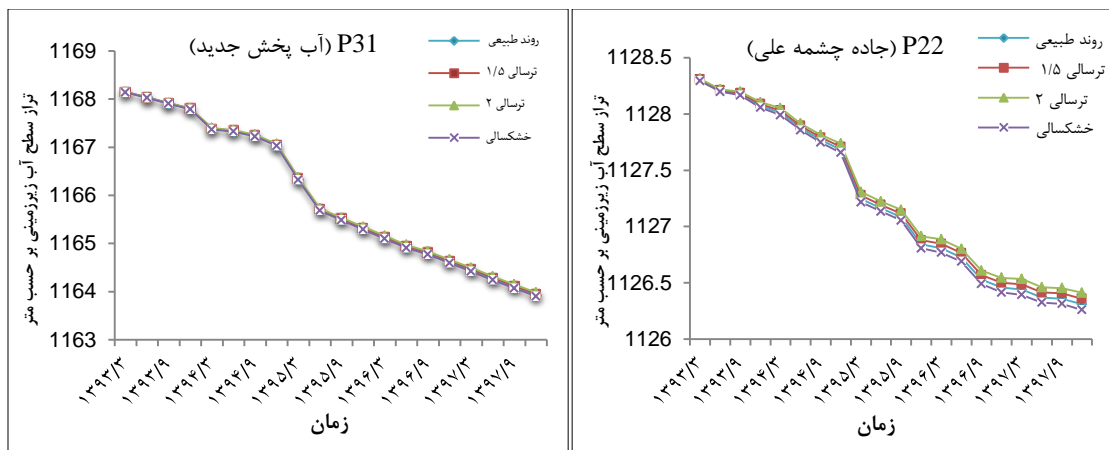 P31 (آب پخش جدید)
روند طبیعی
ترسالی ۱/۵
ترسالی ۲
خشکسالی
تراز سطح آب زیرزمینی بر حسب متر
1169
1168
1167
1166
1165
1164
1163
۱۳۹۳/۳
۱۳۹۳/۹
۱۳۹۴/۳
۱۳۹۴/۹
۱۳۹۵/۳
۱۳۹۵/۹
۱۳۹۶/۳
۱۳۹۶/۹
۱۳۹۷/۳
۱۳۹۷/۹
زمان
P22 (جاده چشمه علی)
روند طبیعی
ترسالی ۱/۵
ترسالی ۲
خشکسالی
تراز سطح آب زیرزمینی بر حسب متر
1128.5
1128
1127.5
1127
1126.5
1126
۱۳۹۳/۳
۱۳۹۳/۹
۱۳۹۴/۳
۱۳۹۴/۹
۱۳۹۵/۳
۱۳۹۵/۹
۱۳۹۶/۳
۱۳۹۶/۹
۱۳۹۷/۳
۱۳۹۷/۹
زمان